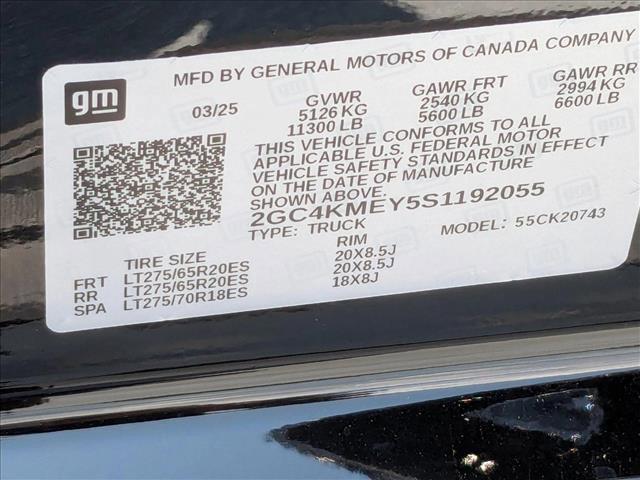 gm
MFD BY GENERAL MOTORS OF CANADA COMPANY
03/25 GVWR GAWR FRT GAWR RR
5126 KG 2540 KG 2994 KG
11300 LB 5600 LB 6600 LB
THIS VEHICLE CONFORMS TO ALL
APPLICABLE U.S. FEDERAL MOTOR
VEHICLE SAFETY STANDARDS IN EFFECT
ON THE DATE OF MANUFACTURE
SHOWN ABOVE.
2GC4KMEY5S1192055
TYPE: TRUCK MODEL: 55CK20743
TIRE SIZE RIM
FRT LT275/65R20ES 20X8.5J
RR LT275/65R20ES 20X8.5J
SPA LT275/70R18ES 18X8J